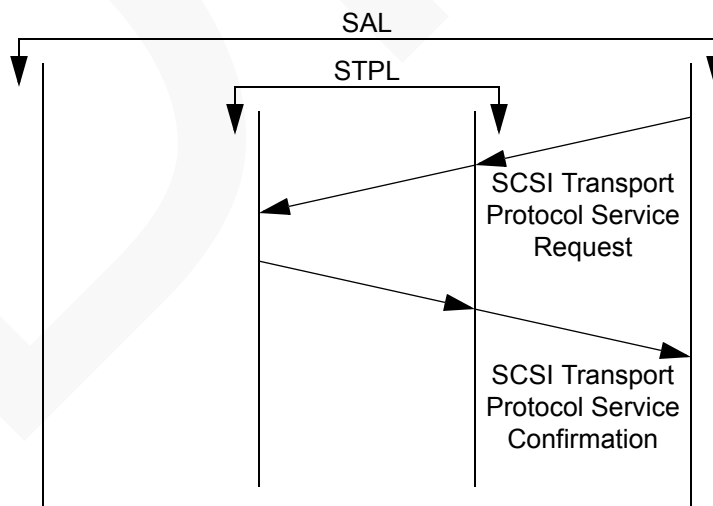 SAL
STPL
SCSI Transport
Protocol Service
Request
SCSI Transport
Protocol Service
Confirmation